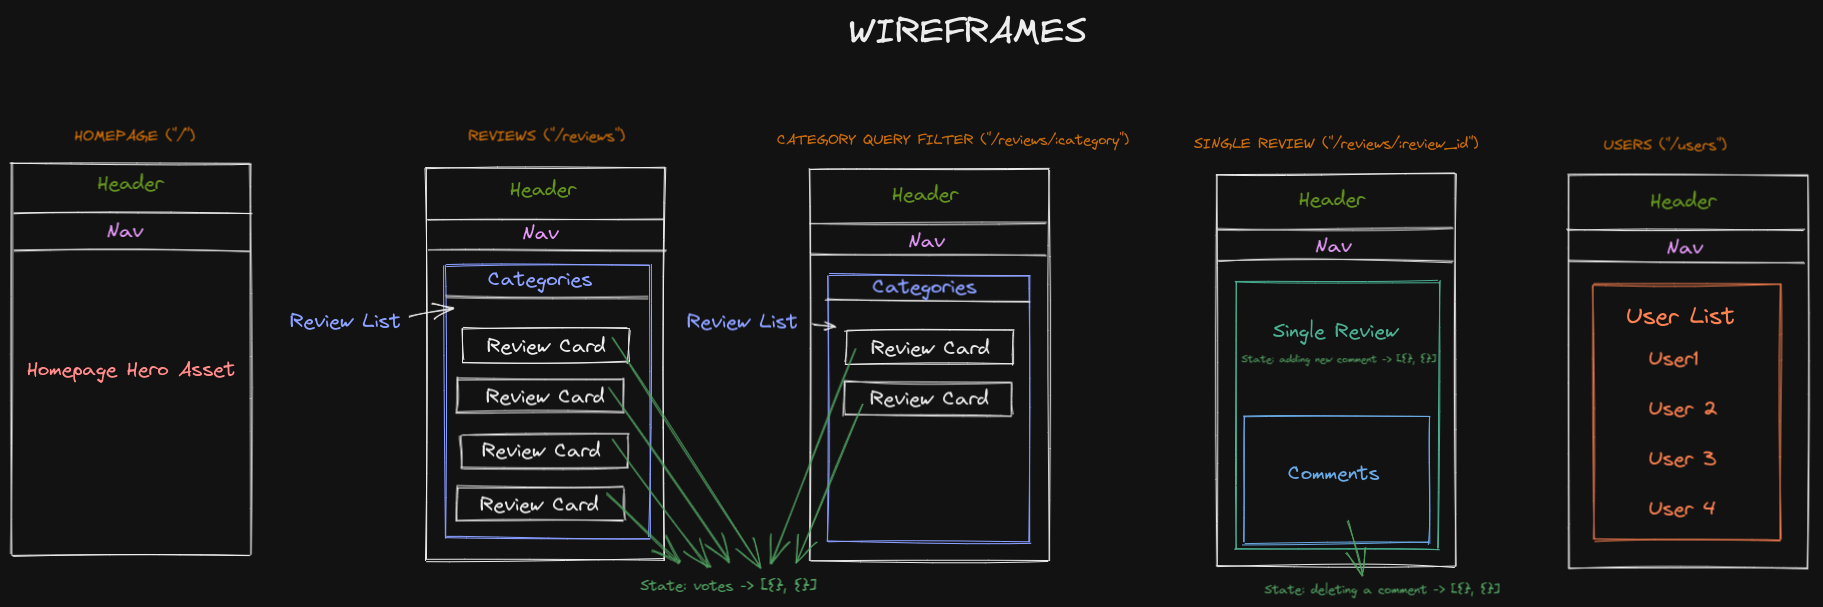 WIREFRAMES
HOMEPAGE ("/")
Header
Nav
Homepage Hero Asset
REVIEWS ("/reviews")
Header
Nav
Categories
Review List
Review Card
Review Card
Review Card
Review Card
State: votes -> [{}, {}]
CATEGORY QUERY FILTER ("/reviews/:category")
Header
Nav
Categories
Review List
Review Card
Review Card
SINGLE REVIEW ("/reviews/:review_id")
Header
Nav
Single Review
State: adding new comment -> [{}, {}]
Comments
State: deleting a comment -> [{}, {}]
USERS ("/users")
Header
Nav
User List
User1
User 2
User 3
User 4